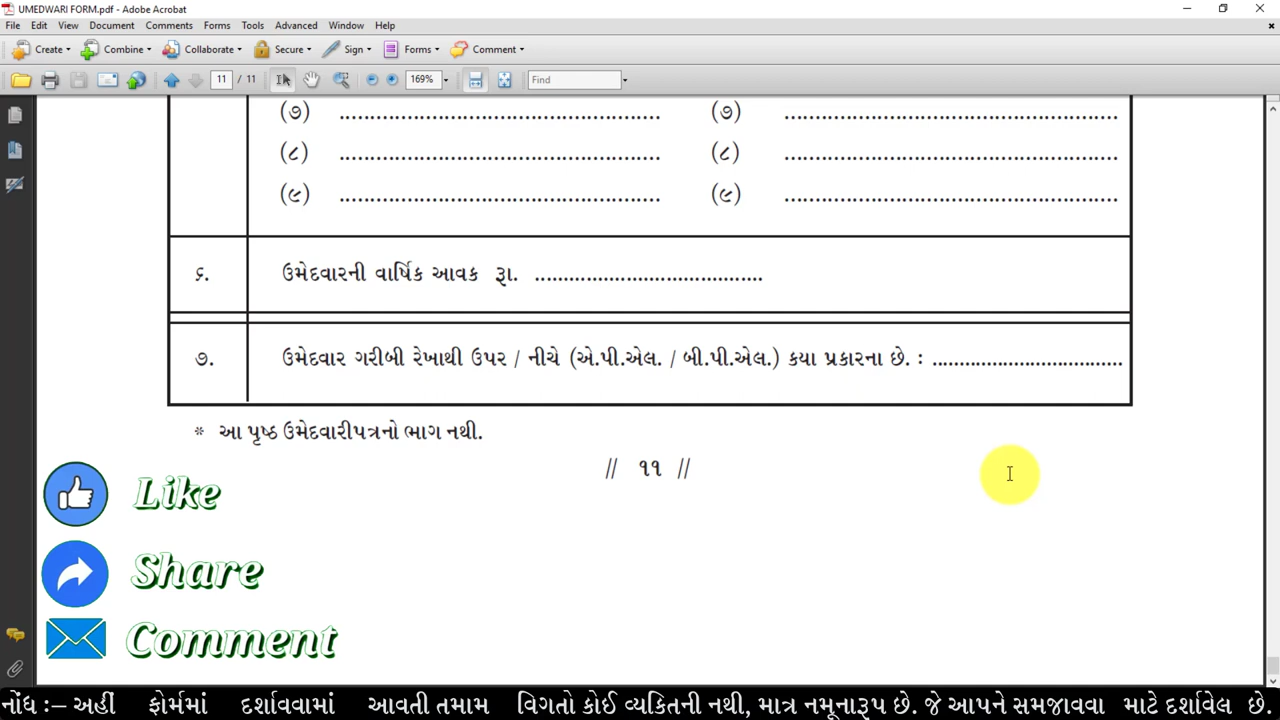 UMEDWARI FORM.pdf - Adobe Acrobat
File Edit View Document Comments Forms Tools Advanced Window Help
Create Combine Collaborate Secure Sign Forms Comment
11 / 11 169% Find
(૭) .................................................. (૭) ..................................................
(૮) .................................................. (૮) ..................................................
(૯) .................................................. (૯) ..................................................
૬. ઉમેદવારની વાર્ષિક આવક રૂા. ......................................
૭. ઉમેદવાર ગરીબી રેખાથી ઉપર / નીચે (એ.પી.એલ. / બી.પી.એલ.) કયા પ્રકારના છે. : ...................................
* આ પૃષ્ઠ ઉમેદવારીપત્રનો ભાગ નથી.
// ૧૧ //
Like
Share
Comment
નોંધ :– અહીં ફોર્મમાં દર્શાવવામાં આવતી તમામ વિગતો કોઈ વ્યકિતની નથી, માત્ર નમૂનારૂપ છે. જે આપને સમજાવવા માટે દર્શાવેલ છે.